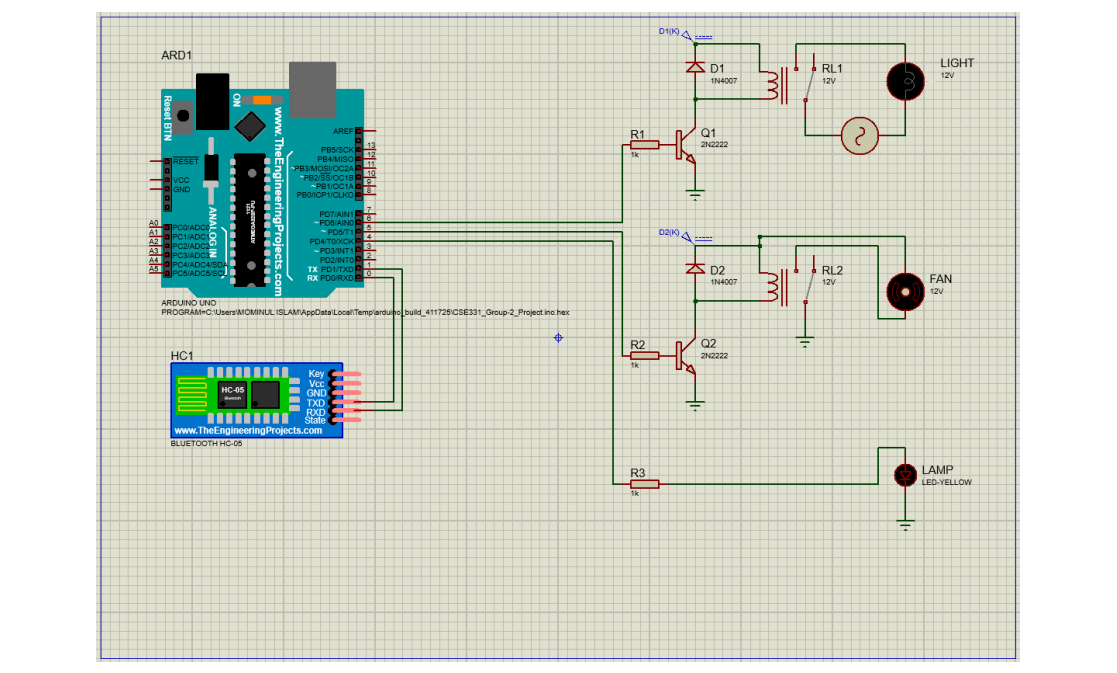 ARD1
Reset BTN
ON
www.TheEngineeringProjects.com
ANALOG IN
RESET
VCC
GND
A0 PC0/ADC0
A1 PC1/ADC1
A2 PC2/ADC2
A3 PC3/ADC3
A4 PC4/ADC4/SDA
A5 PC5/ADC5/SCL
AREF
PB5/SCK 13
PB4/MISO 12
~PB3/MOSI/OC2A 11
~PB2/SS/OC1B 10
~PB1/OC1A 9
PB0/ICP1/CLKO 8
PD7/AIN1 7
~PD6/AIN0 6
~PD5/T1 5
PD4/T0/XCK 4
~PD3/INT1 3
PD2/INT0 2
TX PD1/TXD 1
RX PD0/RXD 0
ARDUINO UNO
PROGRAM=C:\Users\MOMINUL ISLAM\AppData\Local\Temp\arduino_build_411725\CSE331_Group-2_Project.ino.hex
HC1
HC-05
Bluetooth
Key
Vcc
GND
TXD
RXD
State
www.TheEngineeringProjects.com
BLUETOOTH HC-05
D1(K)
D1
1N4007
RL1
12V
LIGHT
12V
R1
1k
Q1
2N2222
D2(K)
D2
1N4007
RL2
12V
FAN
12V
R2
1k
Q2
2N2222
R3
1k
LAMP
LED-YELLOW